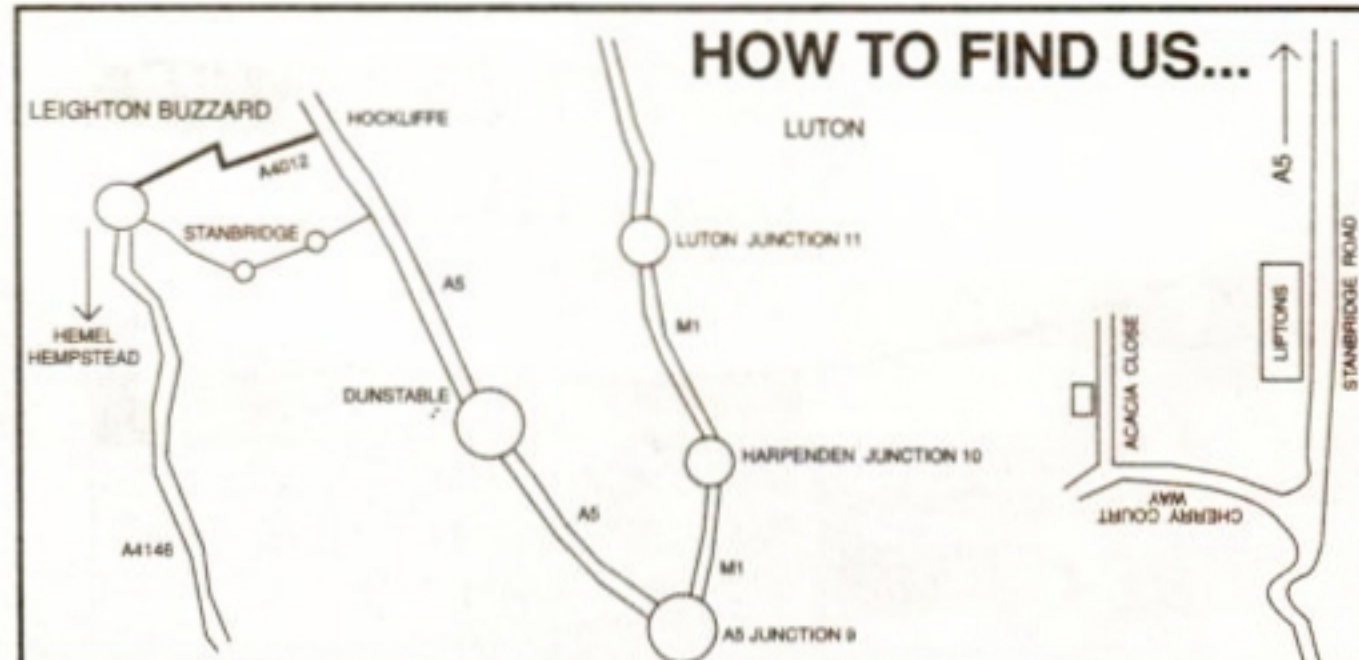 HOW TO FIND US...
LEIGHTON BUZZARD
HOCKLIFFE
LUTON
A5
A4012
STANBRIDGE
LUTON JUNCTION 11
STANBRIDGE ROAD
A5
LIPTONS
M1
HEMEL
HEMPSTEAD
ACACIA CLOSE
DUNSTABLE
HARPENDEN JUNCTION 10
CHERRY COURT
WAY
A5
A4146
M1
A5 JUNCTION 9